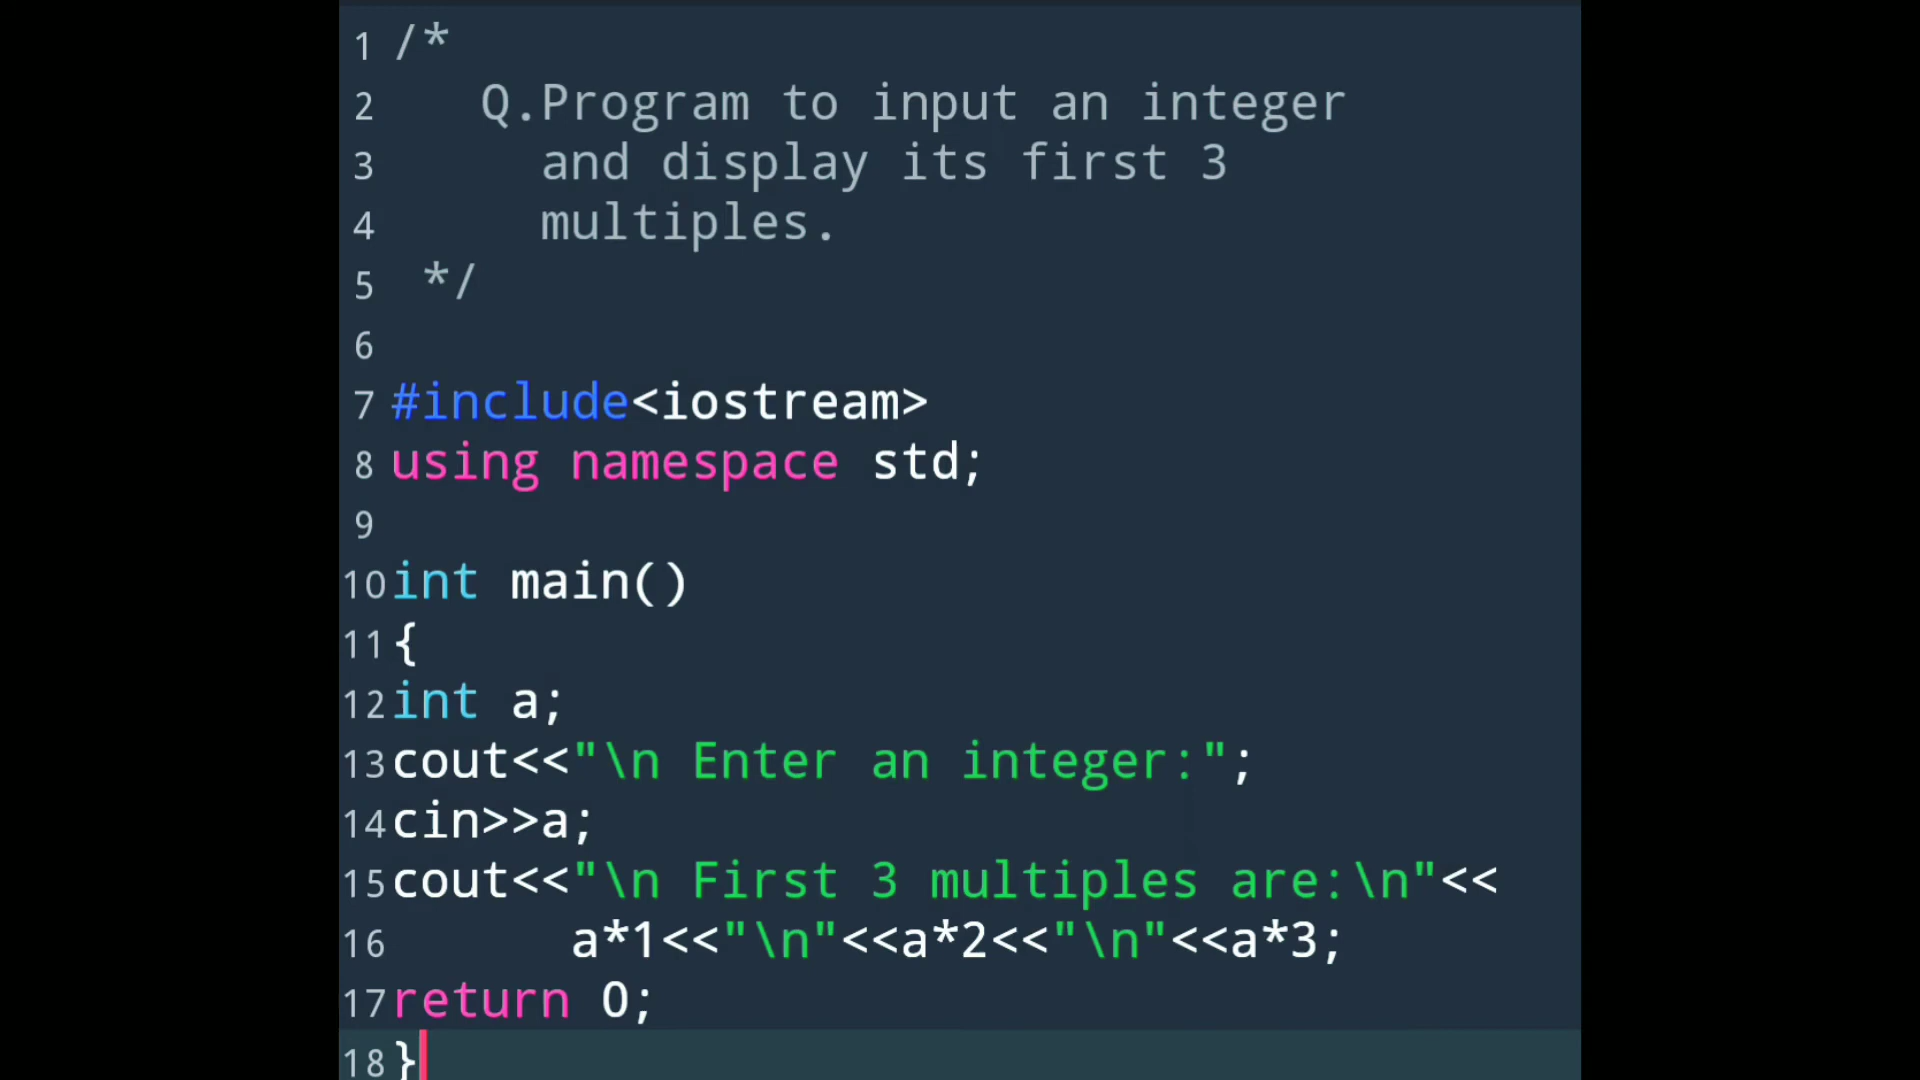 1 /*
2 Q.Program to input an integer
3 and display its first 3
4 multiples.
5 */
6
7 #include<iostream>
8 using namespace std;
9
10 int main()
11 {
12 int a;
13 cout<<"\n Enter an integer:";
14 cin>>a;
15 cout<<"\n First 3 multiples are:\n"<<
16 a*1<<"\n"<<a*2<<"\n"<<a*3;
17 return 0;
18 }